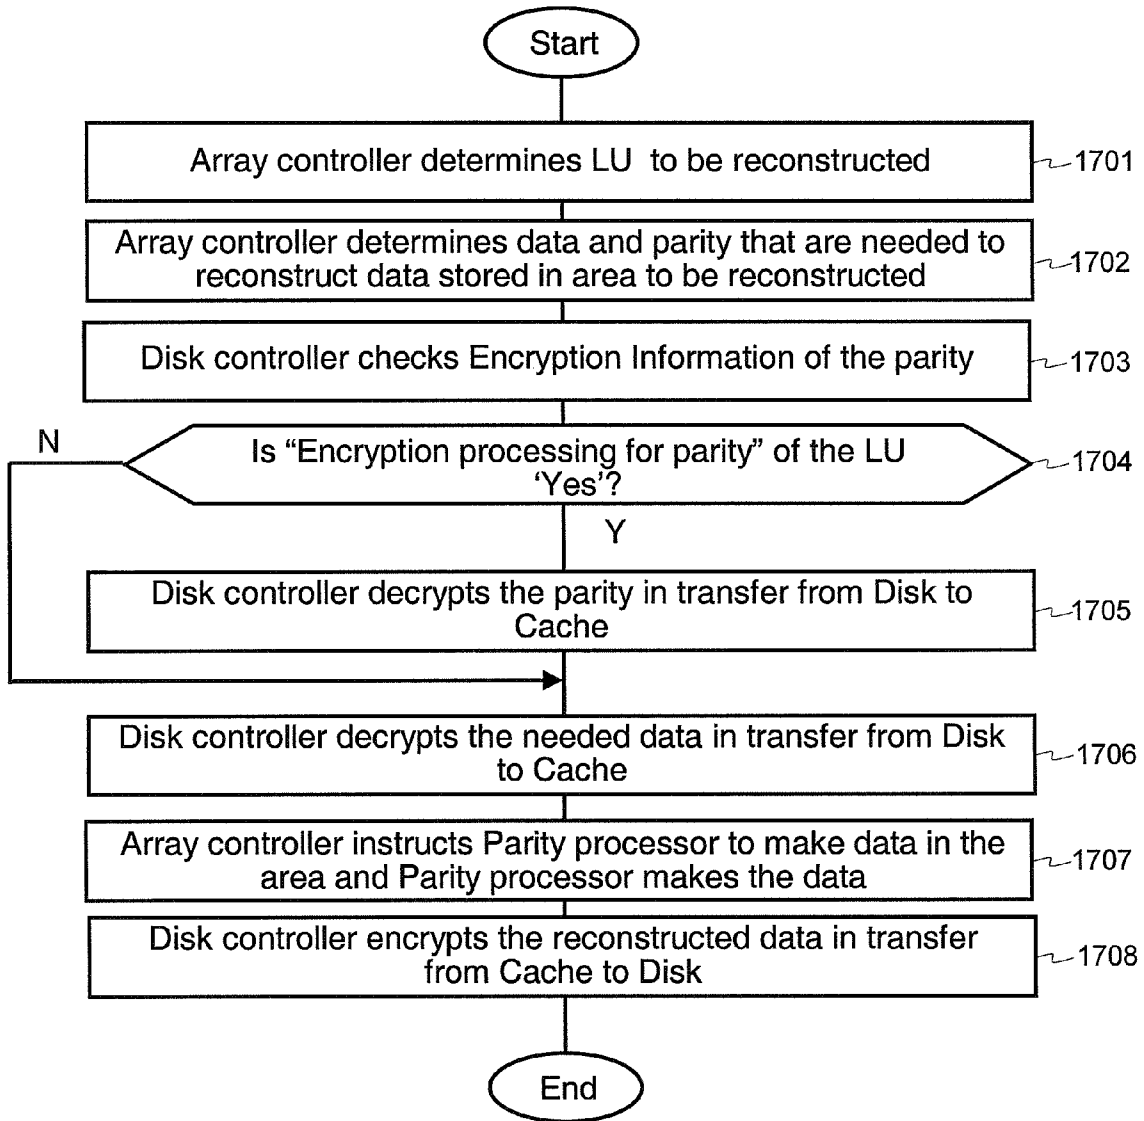 Start
Array controller determines LU to be reconstructed
1701
Array controller determines data and parity that are needed to
reconstruct data stored in area to be reconstructed
1702
Disk controller checks Encryption Information of the parity
1703
N
Is “Encryption processing for parity” of the LU
‘Yes’?
1704
Y
Disk controller decrypts the parity in transfer from Disk to
Cache
1705
Disk controller decrypts the needed data in transfer from Disk
to Cache
1706
Array controller instructs Parity processor to make data in the
area and Parity processor makes the data
1707
Disk controller encrypts the reconstructed data in transfer
from Cache to Disk
1708
End